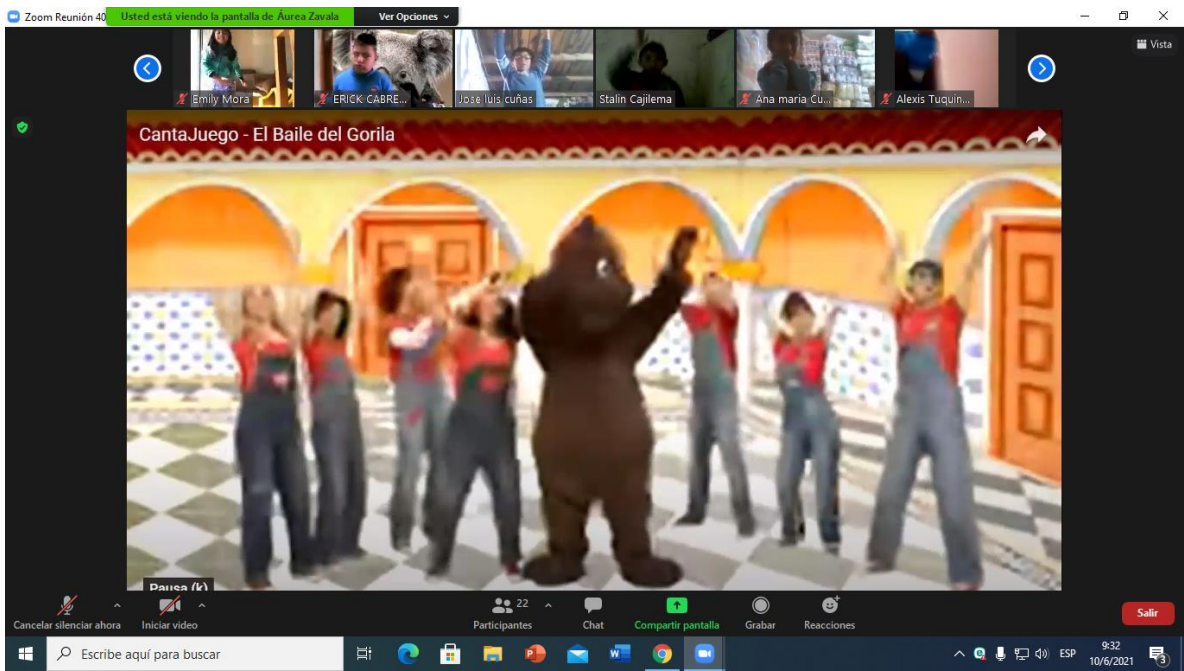 Zoom Reunión 40
Usted está viendo la pantalla de Áurea Zavala
Ver Opciones
Vista
Emily Mora
ERICK CABRE...
Jose luis cuñas
Stalin Cajilema
Ana maria Cu...
Alexis Tuquin...
CantaJuego - El Baile del Gorila
Pausa (k)
Cancelar silenciar ahora
Iniciar video
22
Participantes
Chat
Compartir pantalla
Grabar
Reacciones
Salir
Escribe aquí para buscar
ESP
9:32
10/6/2021
3